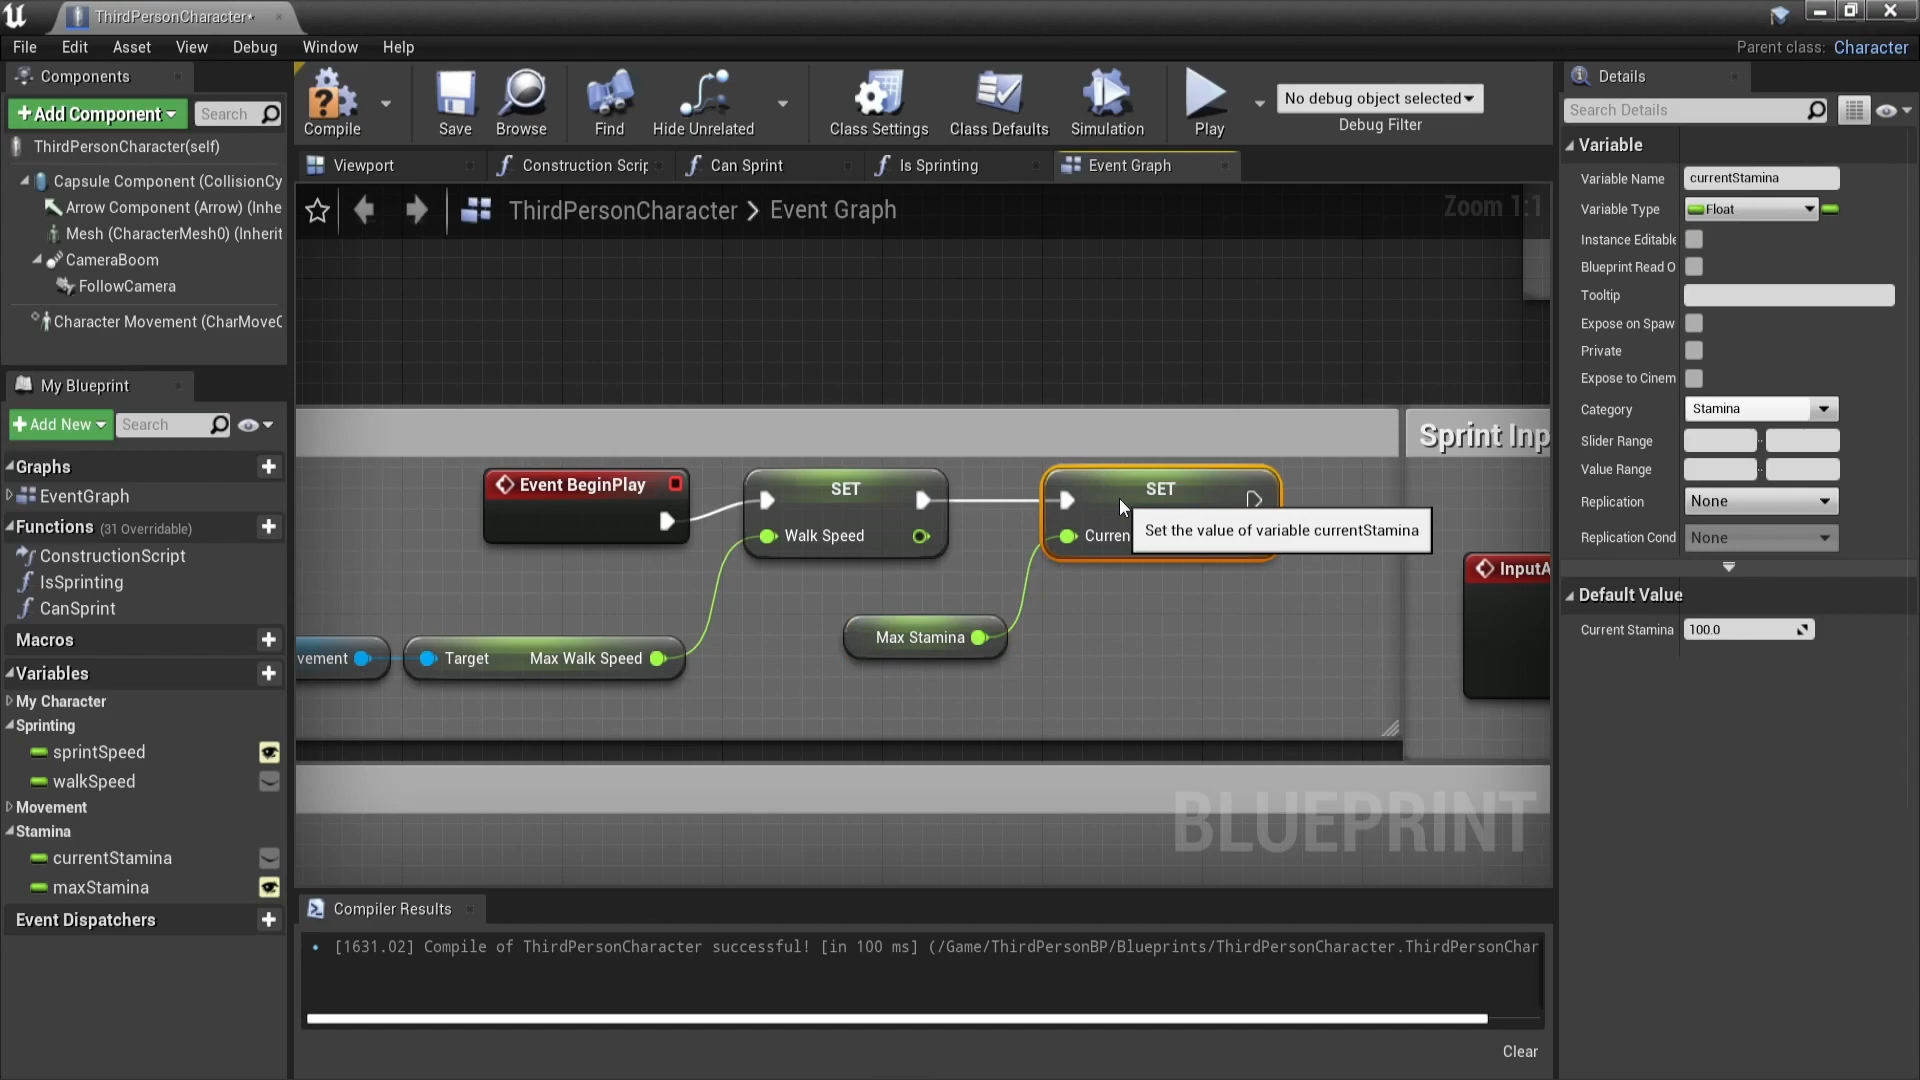 ThirdPersonCharacter*
File Edit Asset View Debug Window Help
Parent class: Character
Components
+Add Component
Search
ThirdPersonCharacter(self)
Capsule Component (CollisionCy
Arrow Component (Arrow) (Inhe
Mesh (CharacterMesh0) (Inherit
CameraBoom
FollowCamera
Character Movement (CharMoveC
My Blueprint
+Add New
Search
Graphs
EventGraph
Functions (31 Overridable)
ConstructionScript
IsSprinting
CanSprint
Macros
Variables
My Character
Sprinting
sprintSpeed
walkSpeed
Movement
Stamina
currentStamina
maxStamina
Event Dispatchers
Compile
Save
Browse
Find
Hide Unrelated
Class Settings
Class Defaults
Simulation
Play
No debug object selected
Debug Filter
Viewport
Construction Scrip
Can Sprint
Is Sprinting
Event Graph
ThirdPersonCharacter > Event Graph
Zoom 1:1
Sprint Inp
Event BeginPlay
SET
Walk Speed
SET
Curren
Set the value of variable currentStamina
InputA
vement
Target Max Walk Speed
Max Stamina
BLUEPRINT
Compiler Results
[1631.02] Compile of ThirdPersonCharacter successful! [in 100 ms] (/Game/ThirdPersonBP/Blueprints/ThirdPersonCharacter.ThirdPersonChar
Clear
Details
Search Details
Variable
Variable Name currentStamina
Variable Type Float
Instance Editable
Blueprint Read O
Tooltip
Expose on Spaw
Private
Expose to Cinem
Category Stamina
Slider Range
Value Range
Replication None
Replication Cond None
Default Value
Current Stamina 100.0